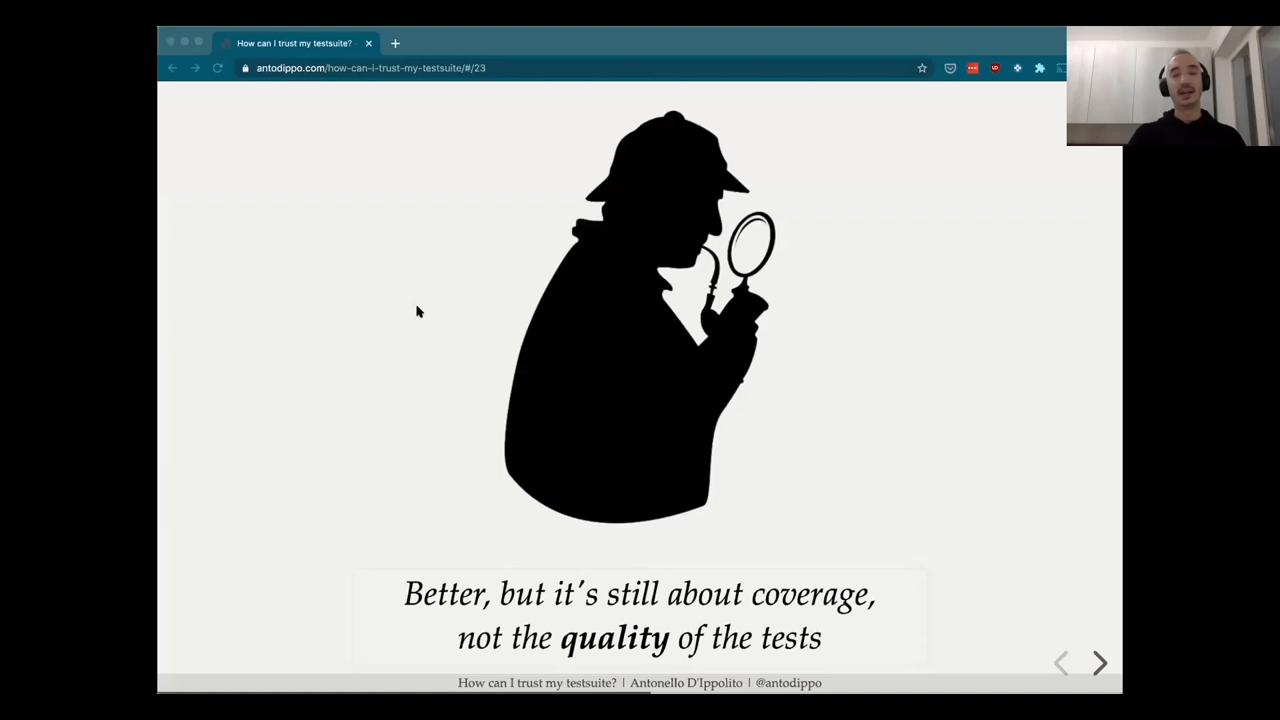 How can I trust my testsuite?
antodippo.com/how-can-i-trust-my-testsuite/#/23
Better, but it's still about coverage,
not the quality of the tests
How can I trust my testsuite? | Antonello D'Ippolito | @antodippo